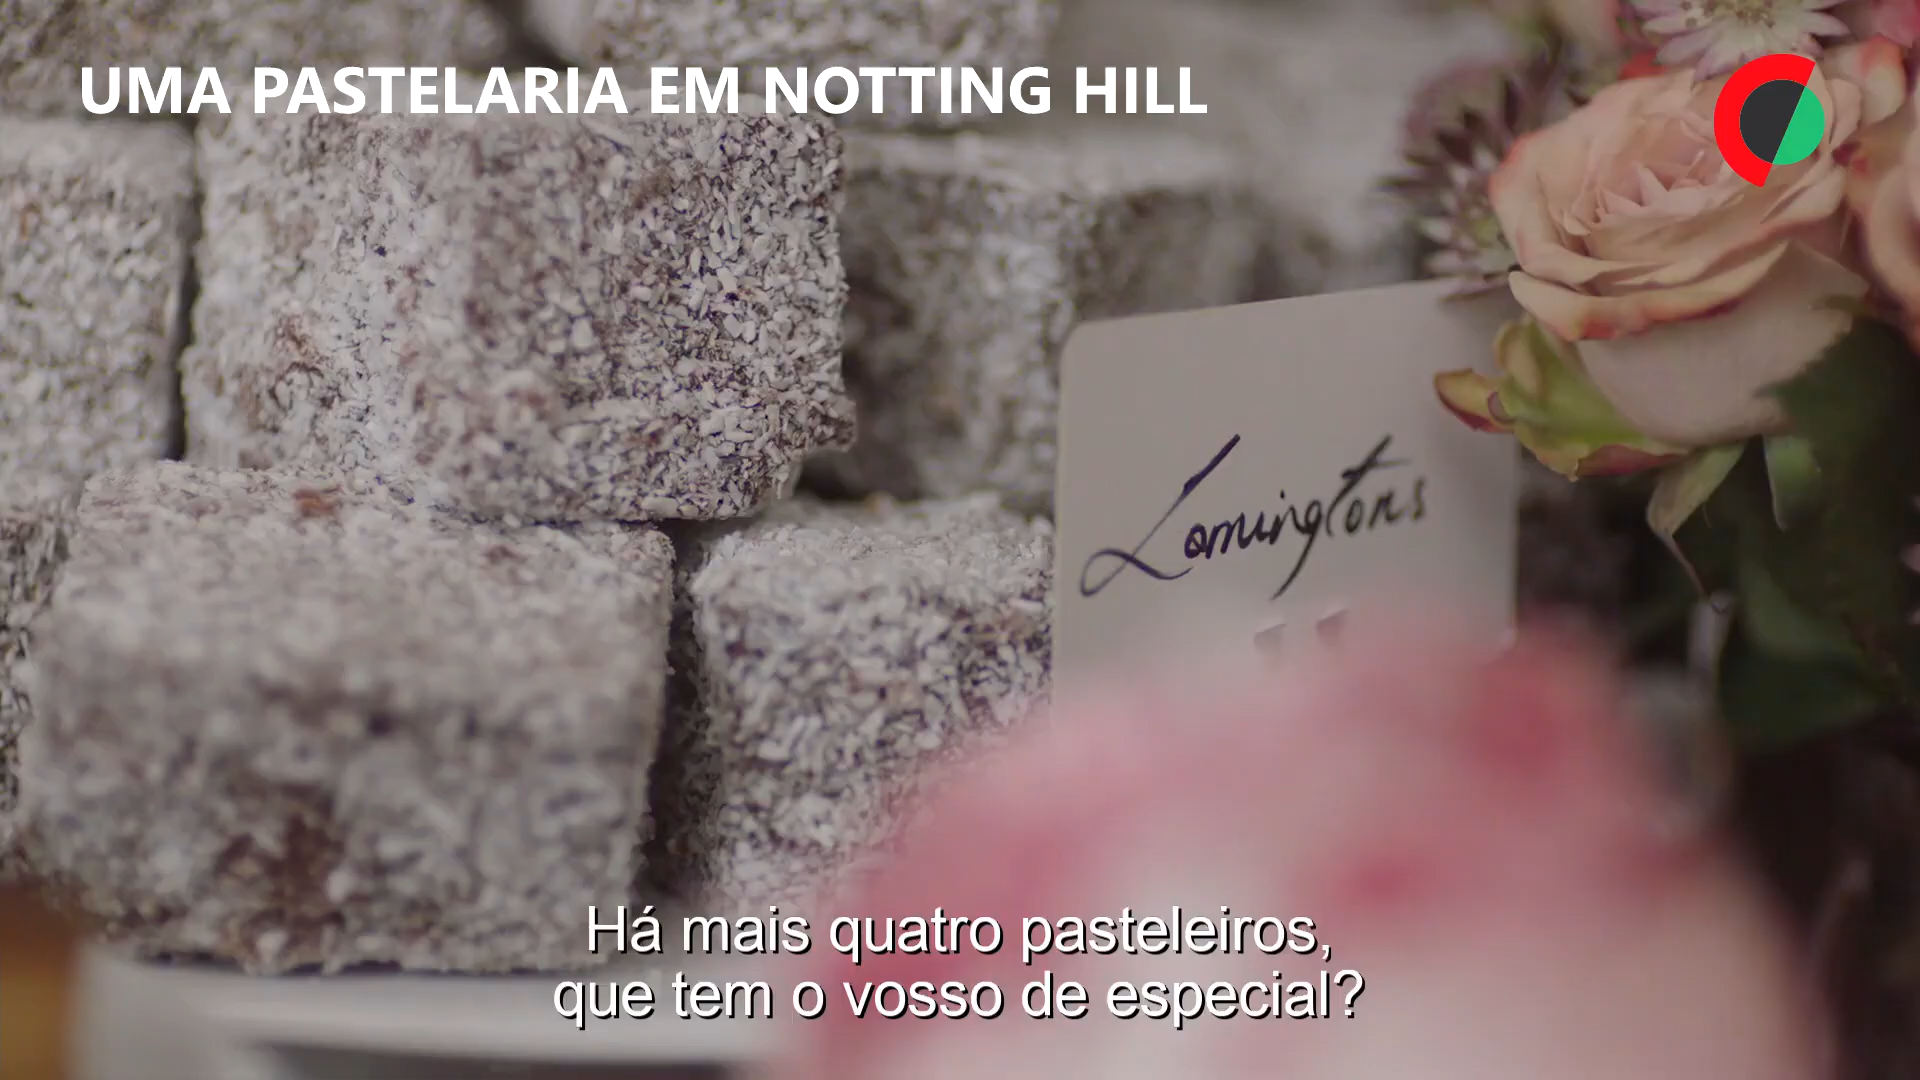 UMA PASTELARIA EM NOTTING HILL
Lamingtons
Há mais quatro pasteleiros,
que tem o vosso de especial?